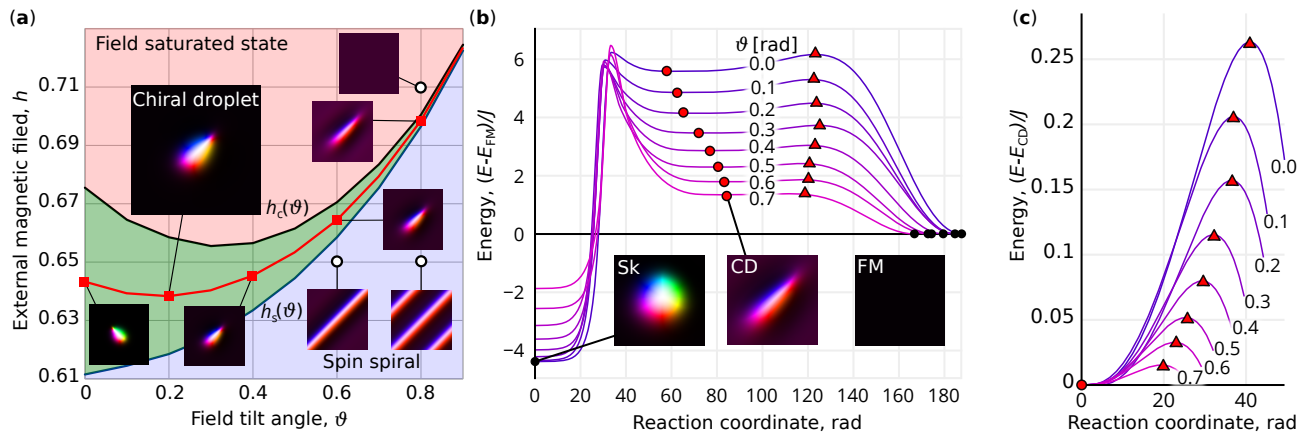 (a)
External magnetic filed, h
0.71
0.69
0.67
0.65
0.63
0.61
Field saturated state
Chiral droplet
h_c(ϑ)
h_s(ϑ)
Spin spiral
0 0.2 0.4 0.6 0.8
Field tilt angle, ϑ
(b)
Energy, (E-E_FM)/J
6
4
2
0
−2
−4
ϑ [rad]
0.0
0.1
0.2
0.3
0.4
0.5
0.6
0.7
Sk CD FM
0 20 40 60 80 100 120 140 160 180
Reaction coordinate, rad
(c)
Energy, (E-E_CD)/J
0.25
0.2
0.15
0.1
0.05
0
0.0
0.1
0.2
0.3
0.4
0.5
0.6
0.7
0 20 40
Reaction coordinate, rad